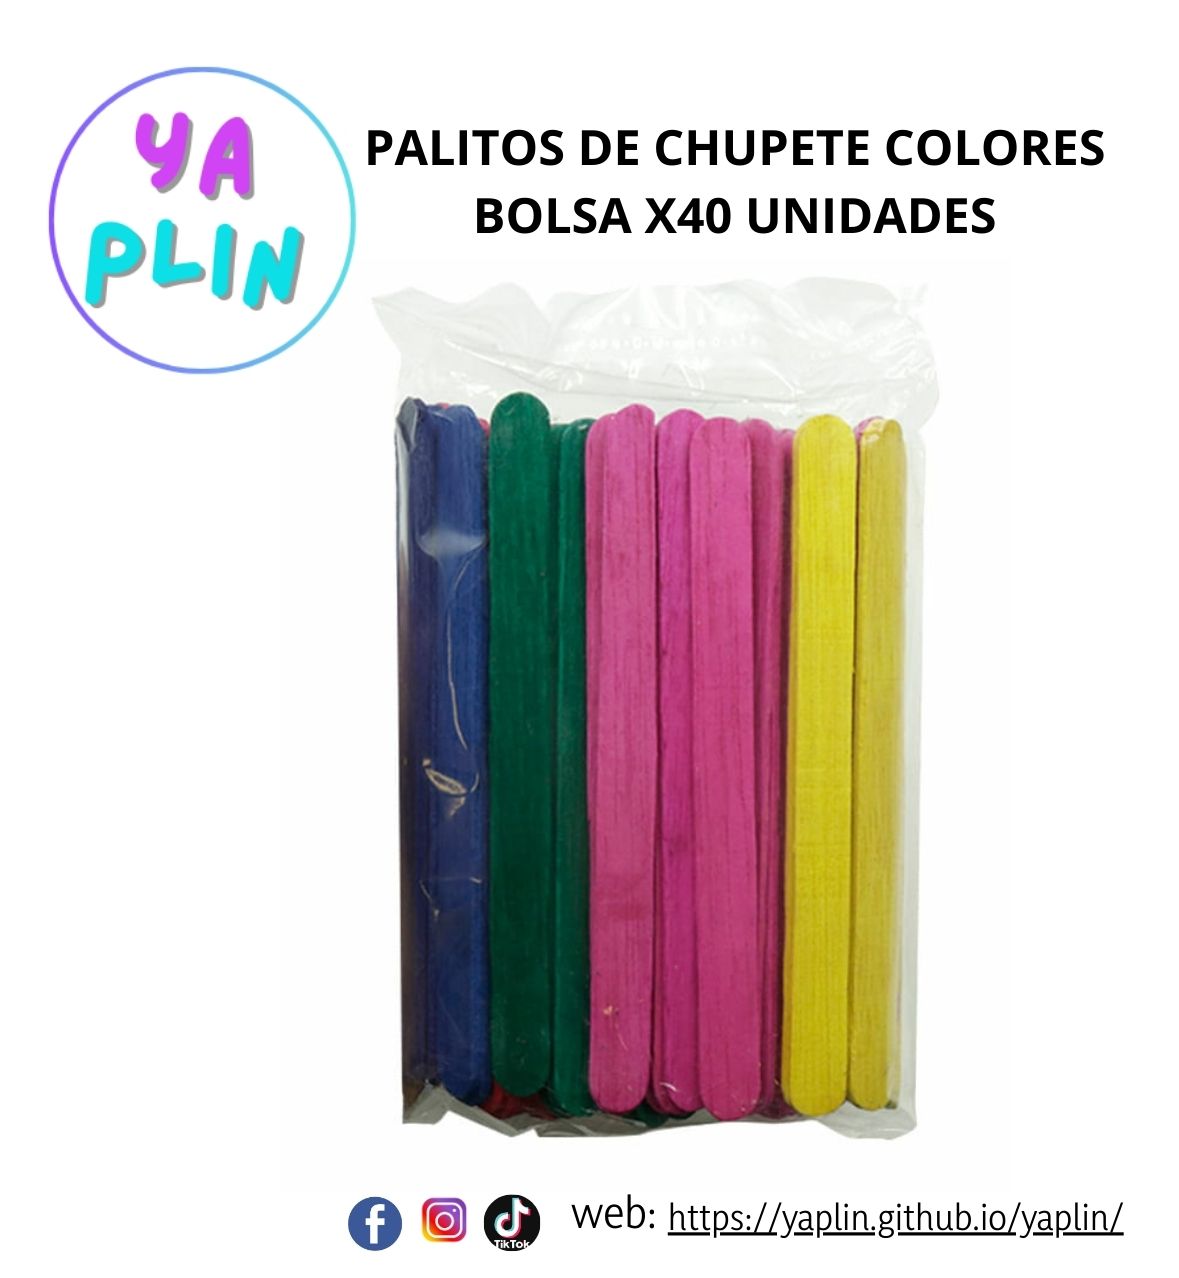 YA
PLIN
PALITOS DE CHUPETE COLORES
BOLSA X40 UNIDADES
TikTok
web: https://yaplin.github.io/yaplin/